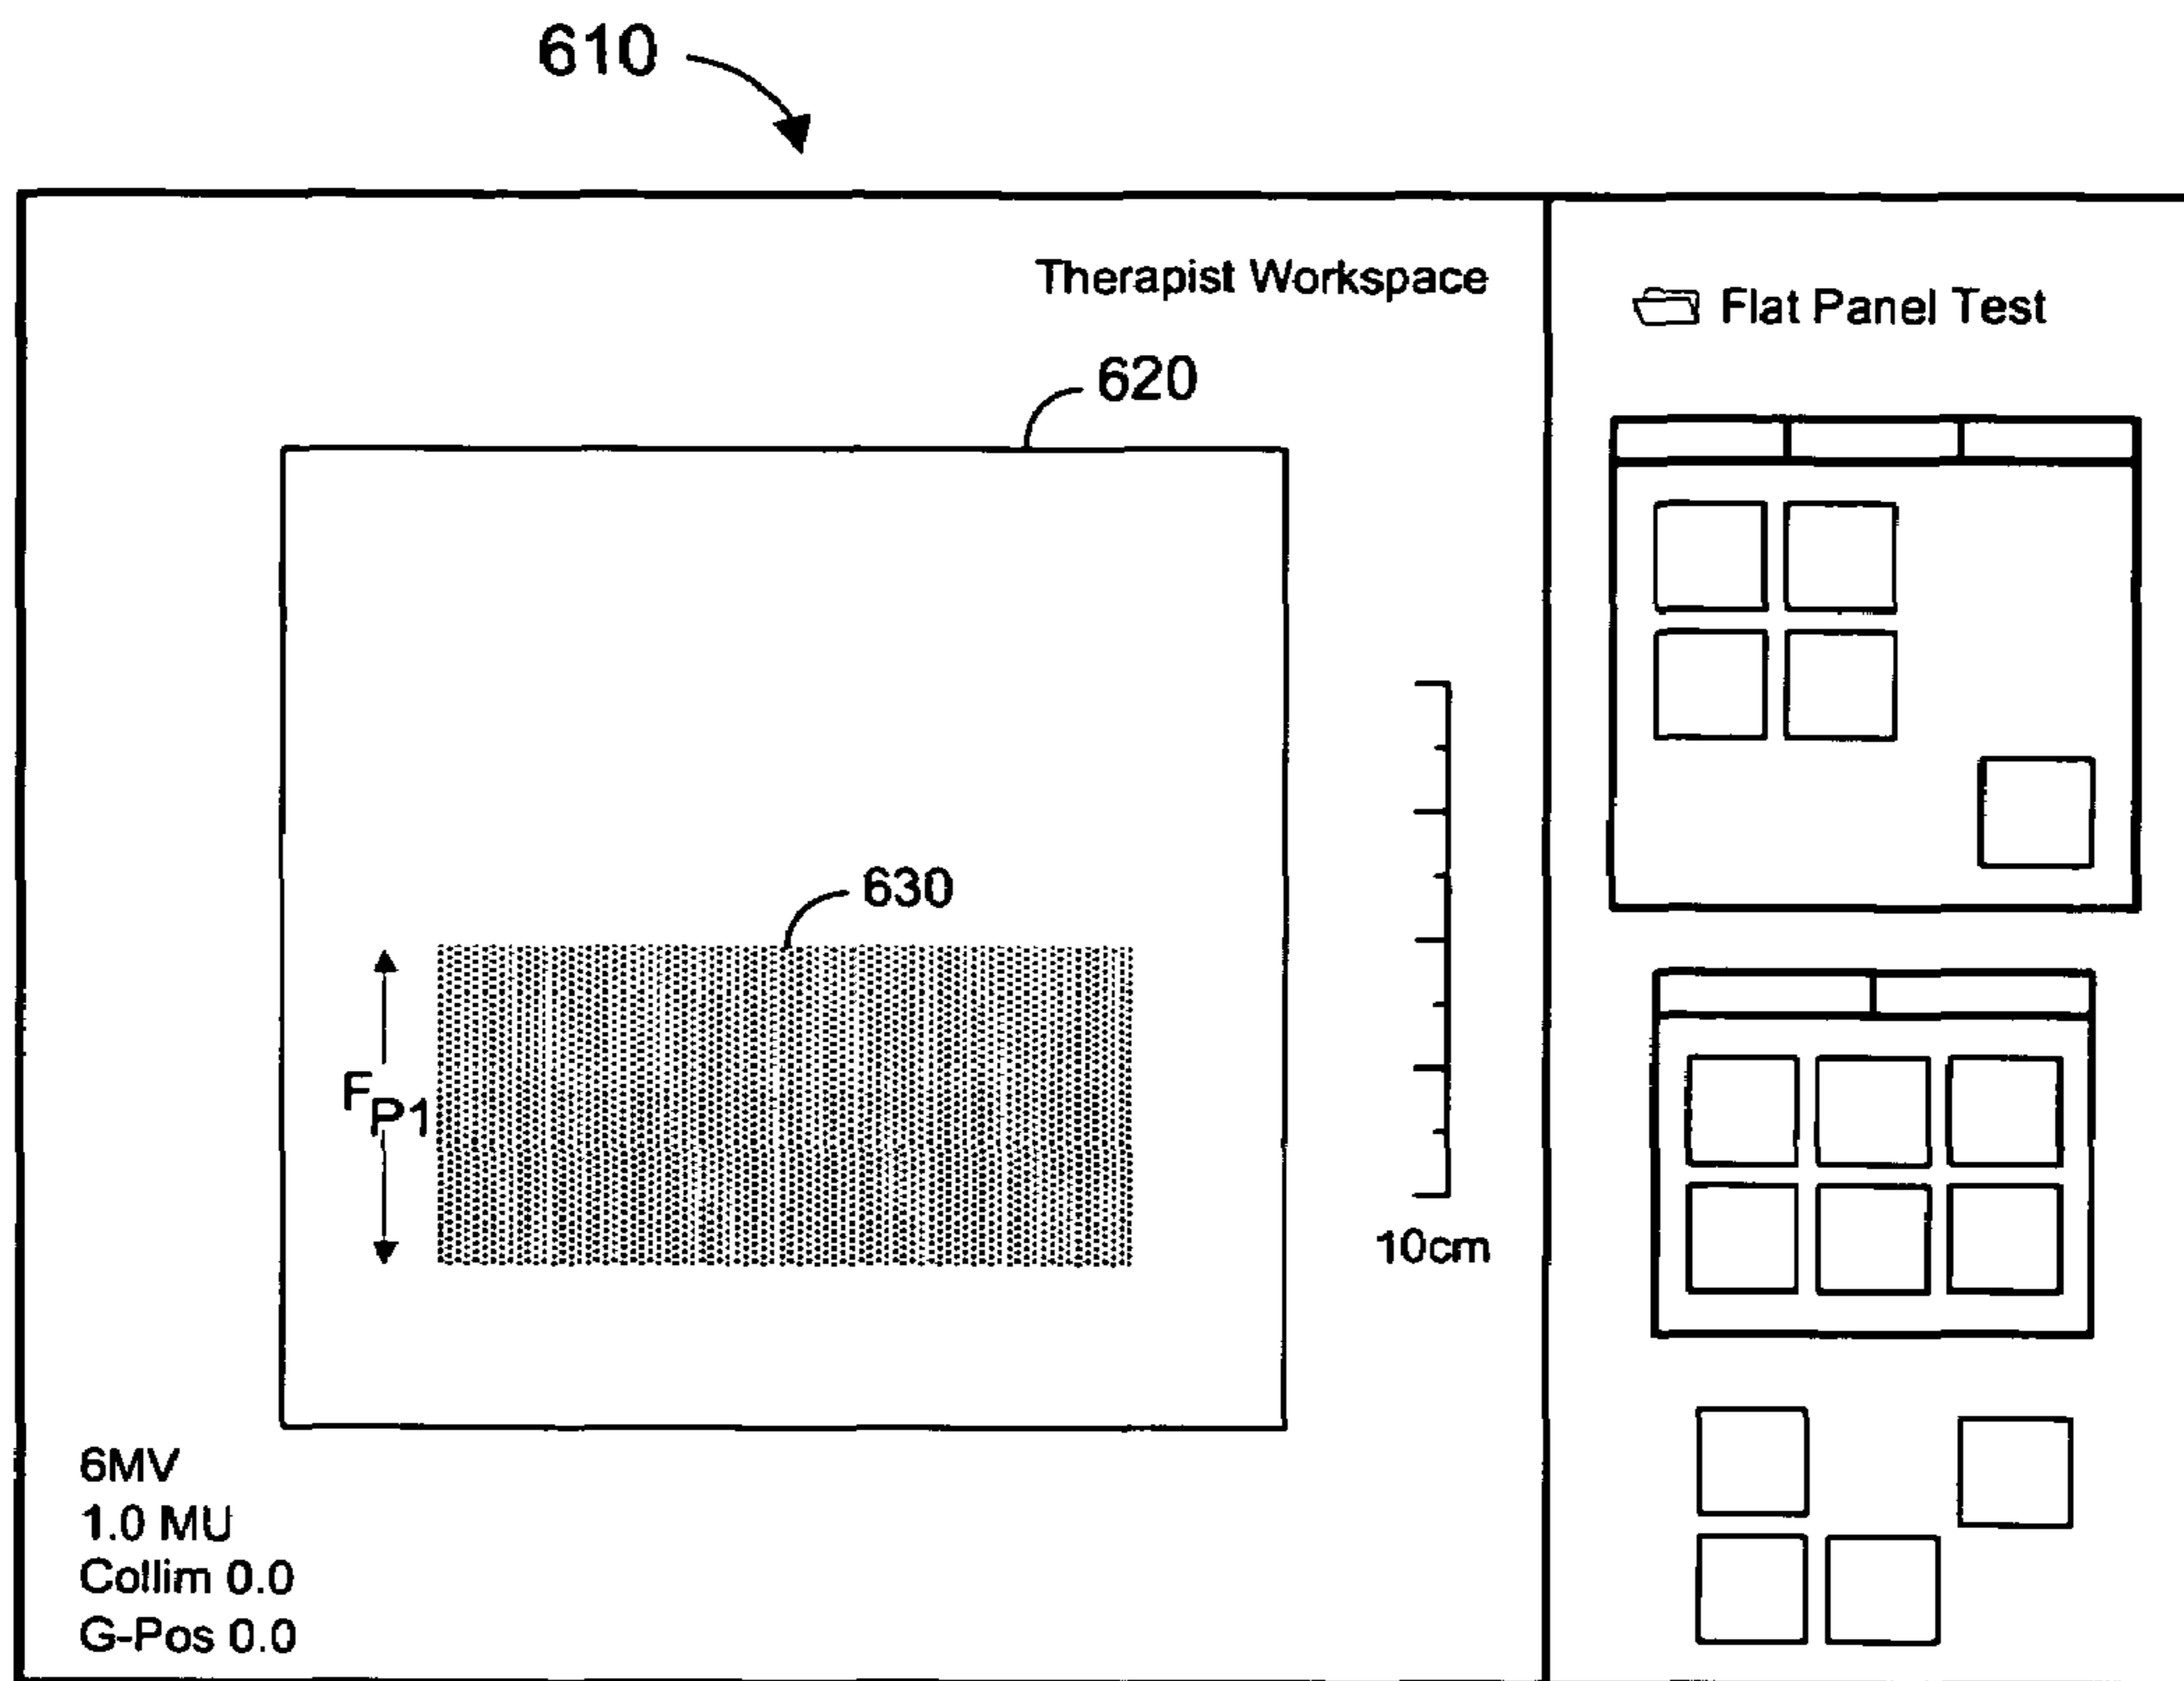 610
Therapist Workspace
Flat Panel Test
620
630
FP1
10cm
6MV
1.0 MU
Collim 0.0
G-Pos 0.0